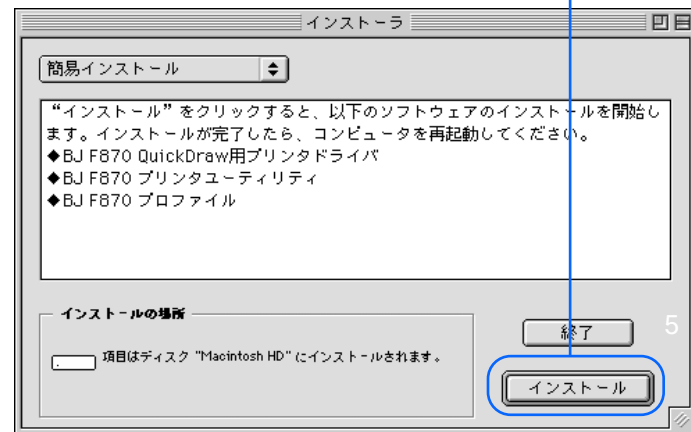 インストーラ
簡易インストール
“インストール”をクリックすると、以下のソフトウェアのインストールを開始し
ます。インストールが完了したら、コンピュータを再起動してください。
◆BJ F870 QuickDraw用プリンタドライバ
◆BJ F870 プリンタユーティリティ
◆BJ F870 プロファイル
インストールの場所
項目はディスク "Macintosh HD" にインストールされます。
終了
5
インストール